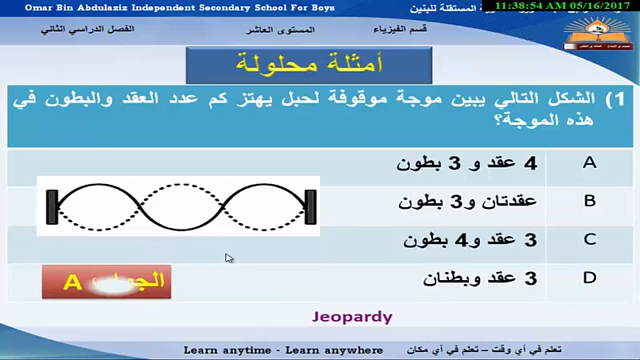 Omar Bin Abdulaziz Independent Secondary School For Boys
11:38:54 AM 05/16/2017
المستقلة للبنين
قسم الفيزياء
المستوى العاشر
الفصل الدراسي الثاني
أمثلة محلولة
1) الشكل التالي يبين موجة موقوفة لحبل يهتز كم عدد العقد والبطون في
هذه الموجة؟
A 4 عقد و 3 بطون
B عقدتان و3 بطون
C 3 عقد و4 بطون
D 3 عقد وبطنان
A
Jeopardy
Learn anytime - Learn anywhere
تعلم في أي وقت – تعلم في أي مكان